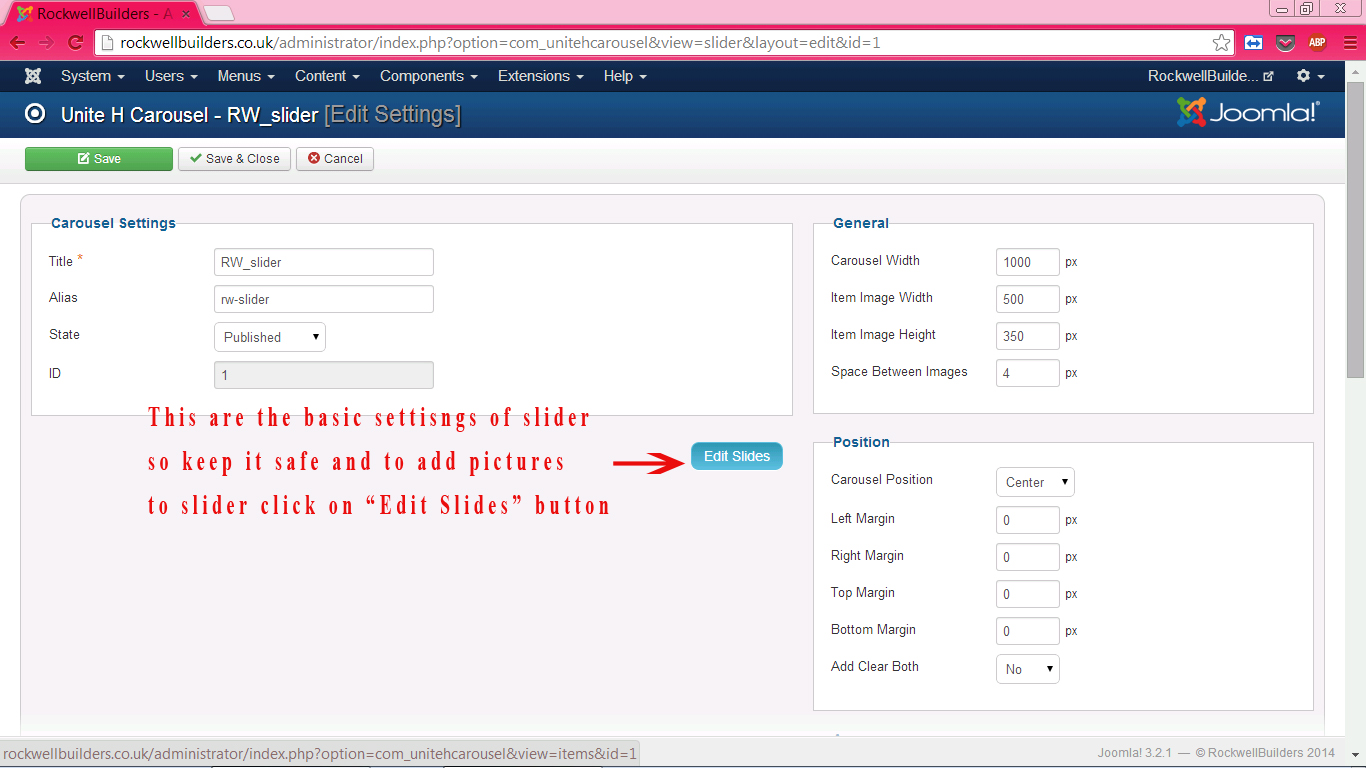 RockwellBuilders - A
rockwellbuilders.co.uk/administrator/index.php?option=com_unitehcarousel&view=slider&layout=edit&id=1
ABP
System Users Menus Content Components Extensions Help RockwellBuilde...
Unite H Carousel - RW_slider [Edit Settings] Joomla!®
Save Save & Close Cancel
Carousel Settings
Title * RW_slider
Alias rw-slider
State Published
ID 1
This are the basic settisngs of slider
so keep it safe and to add pictures
to slider click on “Edit Slides” button
Edit Slides
General
Carousel Width 1000 px
Item Image Width 500 px
Item Image Height 350 px
Space Between Images 4 px
Position
Carousel Position Center
Left Margin 0 px
Right Margin 0 px
Top Margin 0 px
Bottom Margin 0 px
Add Clear Both No
rockwellbuilders.co.uk/administrator/index.php?option=com_unitehcarousel&view=items&id=1
Joomla! 3.2.1 — © RockwellBuilders 2014